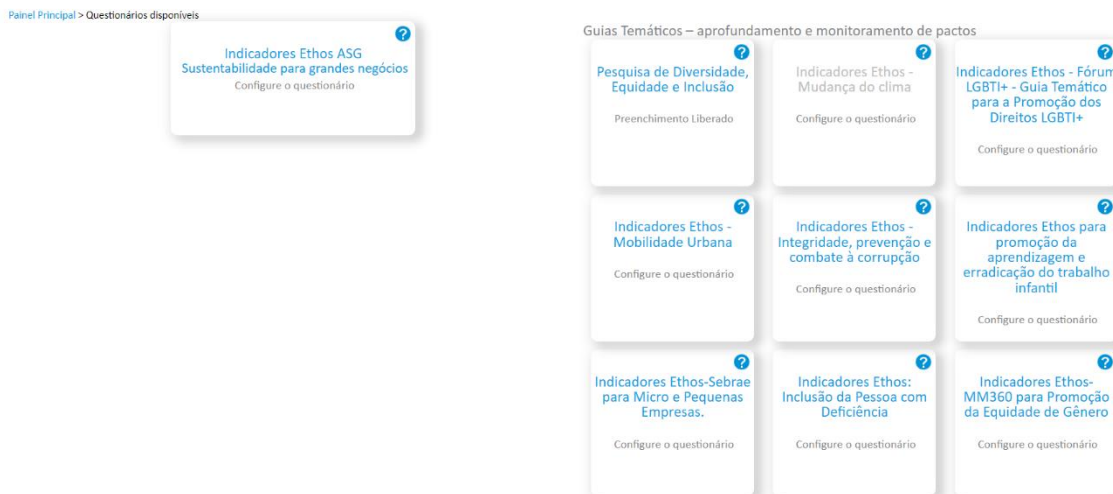 Painel Principal > Questionários disponíveis
?
Indicadores Ethos ASG
Sustentabilidade para grandes negócios
Configure o questionário
Guias Temáticos – aprofundamento e monitoramento de pactos
?
Pesquisa de Diversidade,
Equidade e Inclusão
Preenchimento Liberado
?
Indicadores Ethos -
Mudança do clima
Configure o questionário
?
Indicadores Ethos - Fórum
LGBTI+ - Guia Temático
para a Promoção dos
Direitos LGBTI+
Configure o questionário
?
Indicadores Ethos -
Mobilidade Urbana
Configure o questionário
?
Indicadores Ethos -
Integridade, prevenção e
combate à corrupção
Configure o questionário
?
Indicadores Ethos para
promoção da
aprendizagem e
erradicação do trabalho
infantil
Configure o questionário
?
Indicadores Ethos-Sebrae
para Micro e Pequenas
Empresas.
Configure o questionário
?
Indicadores Ethos:
Inclusão da Pessoa com
Deficiência
Configure o questionário
?
Indicadores Ethos-
MM360 para Promoção
da Equidade de Gênero
Configure o questionário